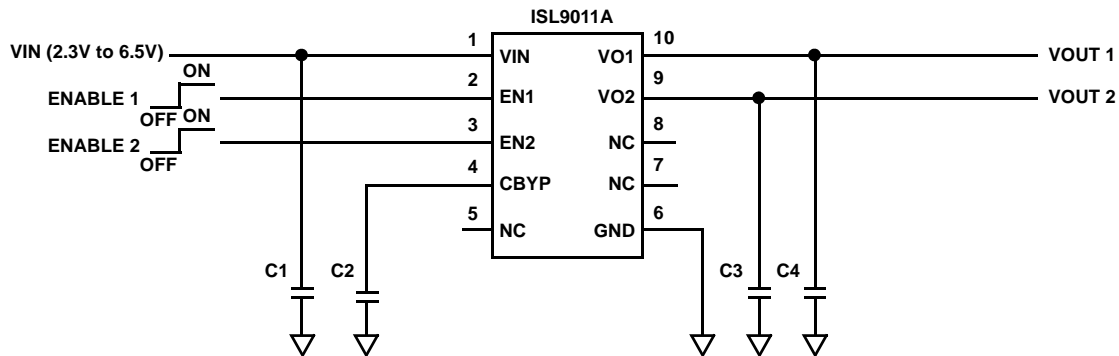 ISL9011A
VIN (2.3V to 6.5V)
1
VIN
VO1
10
VOUT 1
ON
ENABLE 1
OFF
2
EN1
VO2
9
VOUT 2
ON
ENABLE 2
OFF
3
EN2
NC
8
4
CBYP
NC
7
5
NC
GND
6
C1
C2
C3
C4